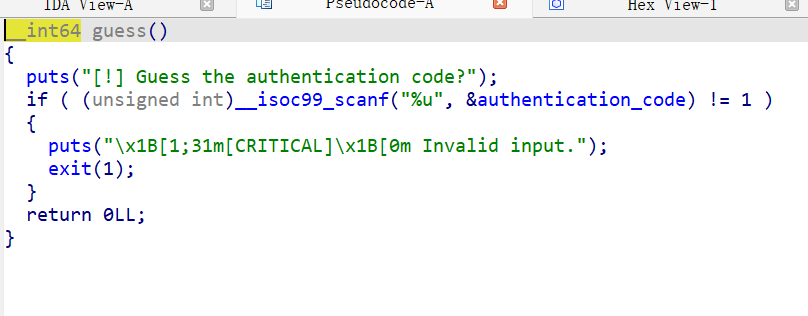 IDA View-A Pseudocode-A Hex View-1
__int64 guess()
{
  puts("[!] Guess the authentication code?");
  if ( (unsigned int)__isoc99_scanf("%u", &authentication_code) != 1 )
  {
    puts("\x1B[1;31m[CRITICAL]\x1B[0m Invalid input.");
    exit(1);
  }
  return 0LL;
}